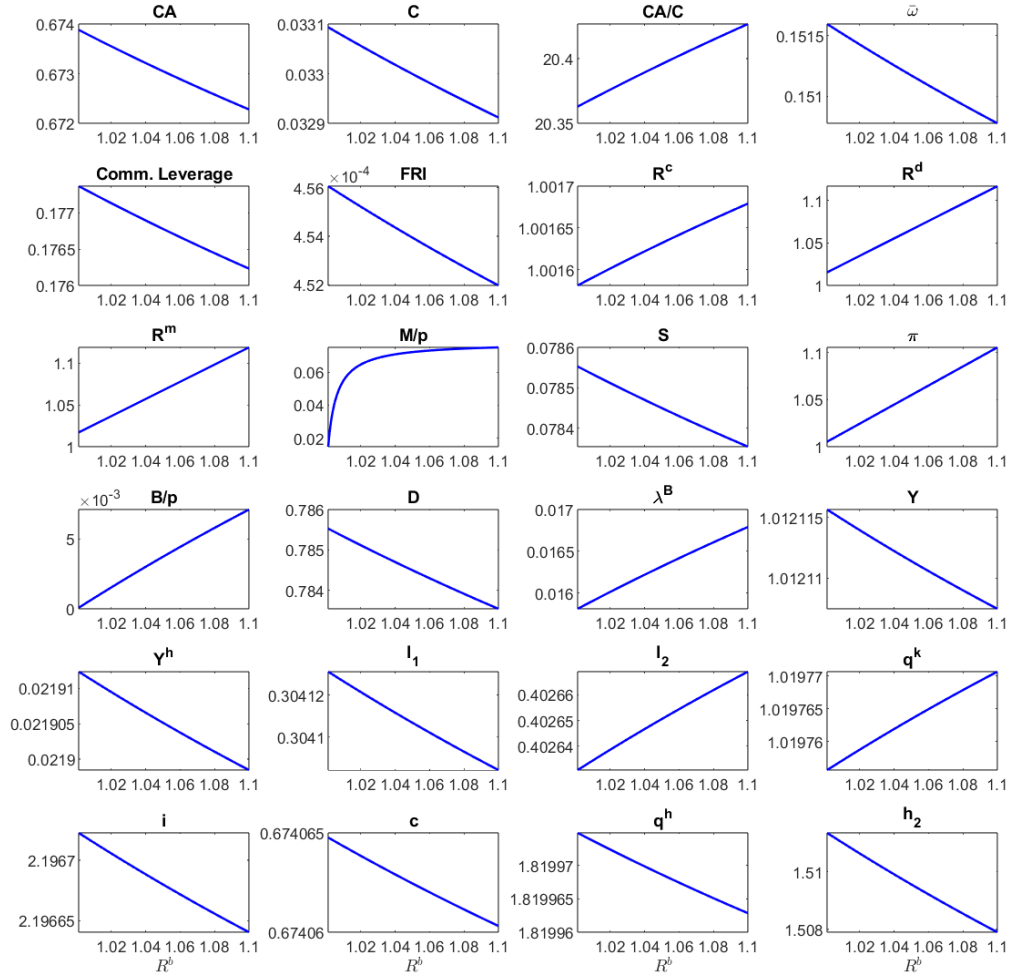 CA C CA/C ω̄
0.674 0.0331 20.4 0.1515
0.673 0.033 0.151
0.672 0.0329 20.35
1.02 1.04 1.06 1.08 1.1 1.02 1.04 1.06 1.08 1.1 1.02 1.04 1.06 1.08 1.1 1.02 1.04 1.06 1.08 1.1
Comm. Leverage FRI R^c R^d
×10^-4
0.177 4.56 1.0017 1.1
0.1765 4.54 1.00165 1.05
0.176 4.52 1.0016 1
1.02 1.04 1.06 1.08 1.1 1.02 1.04 1.06 1.08 1.1 1.02 1.04 1.06 1.08 1.1 1.02 1.04 1.06 1.08 1.1
R^m M/p S π
1.1 0.06 0.0786 1.1
1.05 0.04 0.0785 1.05
1 0.02 0.0784 1
1.02 1.04 1.06 1.08 1.1 1.02 1.04 1.06 1.08 1.1 1.02 1.04 1.06 1.08 1.1 1.02 1.04 1.06 1.08 1.1
B/p D λ^B Y
×10^-3
5 0.786 0.017 1.012115
0.785 0.0165 1.01211
0 0.784 0.016
1.02 1.04 1.06 1.08 1.1 1.02 1.04 1.06 1.08 1.1 1.02 1.04 1.06 1.08 1.1 1.02 1.04 1.06 1.08 1.1
Y^h I_1 I_2 q^k
0.02191 0.30412 0.40266 1.01977
0.021905 0.3041 0.40265 1.019765
0.0219 0.40264 1.01976
1.02 1.04 1.06 1.08 1.1 1.02 1.04 1.06 1.08 1.1 1.02 1.04 1.06 1.08 1.1 1.02 1.04 1.06 1.08 1.1
i c q^h h_2
2.1967 0.674065 1.81997 1.51
2.19665 0.67406 1.819965 1.508
1.81996
1.02 1.04 1.06 1.08 1.1 1.02 1.04 1.06 1.08 1.1 1.02 1.04 1.06 1.08 1.1 1.02 1.04 1.06 1.08 1.1
R^b R^b R^b R^b